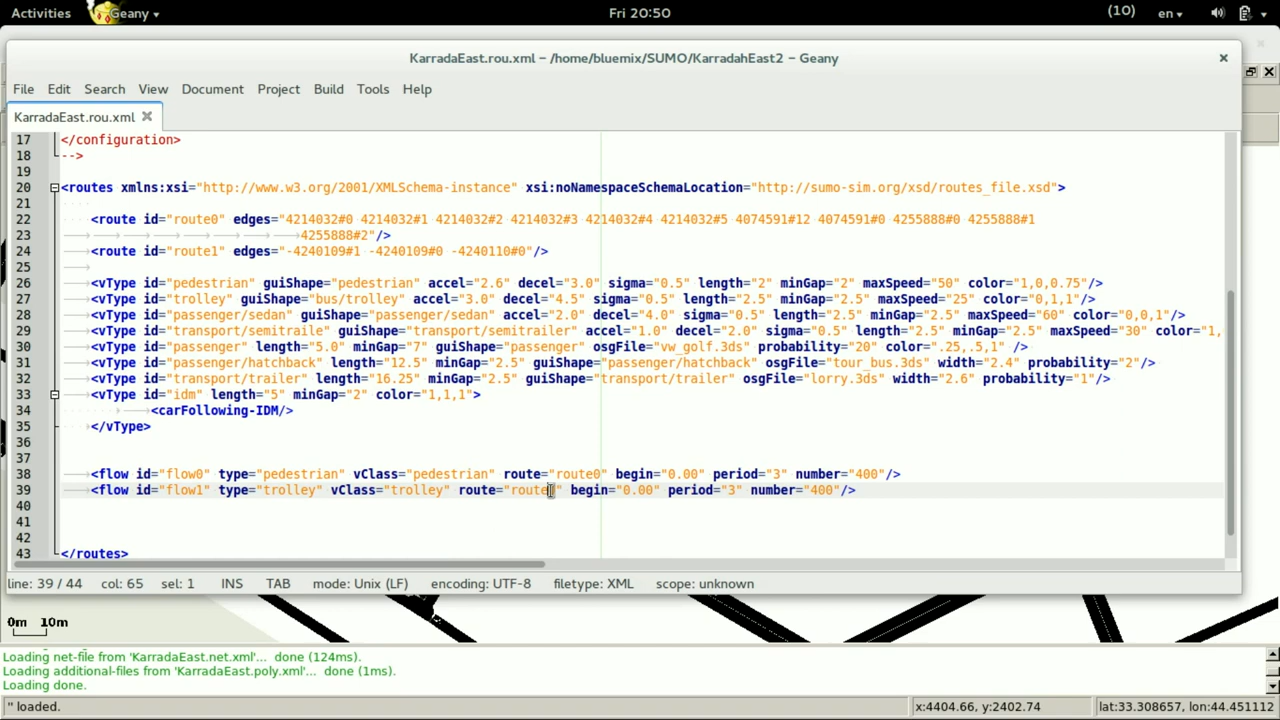 Activities Geany Fri 20:50 (10) en
KarradaEast.rou.xml – /home/bluemix/SUMO/KarradahEast2 – Geany
File Edit Search View Document Project Build Tools Help
KarradaEast.rou.xml
17 </configuration>
18 -->
19
20 <routes xmlns:xsi="http://www.w3.org/2001/XMLSchema-instance" xsi:noNamespaceSchemaLocation="http://sumo-sim.org/xsd/routes_file.xsd">
21
22 <route id="route0" edges="4214032#0 4214032#1 4214032#2 4214032#3 4214032#4 4214032#5 4074591#12 4074591#0 4255888#0 4255888#1
23 4255888#2"/>
24 <route id="route1" edges="-4240109#1 -4240109#0 -4240110#0"/>
25
26 <vType id="pedestrian" guiShape="pedestrian" accel="2.6" decel="3.0" sigma="0.5" length="2" minGap="2" maxSpeed="50" color="1,0,0.75"/>
27 <vType id="trolley" guiShape="bus/trolley" accel="3.0" decel="4.5" sigma="0.5" length="2.5" minGap="2.5" maxSpeed="25" color="0,1,1"/>
28 <vType id="passenger/sedan" guiShape="passenger/sedan" accel="2.0" decel="4.0" sigma="0.5" length="2.5" minGap="2.5" maxSpeed="60" color="0,0,1"/>
29 <vType id="transport/semitraile" guiShape="transport/semitrailer" accel="1.0" decel="2.0" sigma="0.5" length="2.5" minGap="2.5" maxSpeed="30" color="1,
30 <vType id="passenger" length="5.0" minGap="7" guiShape="passenger" osgFile="vw_golf.3ds" probability="20" color=".25,.5,1" />
31 <vType id="passenger/hatchback" length="12.5" minGap="2.5" guiShape="passenger/hatchback" osgFile="tour_bus.3ds" width="2.4" probability="2"/>
32 <vType id="transport/trailer" length="16.25" minGap="2.5" guiShape="transport/trailer" osgFile="lorry.3ds" width="2.6" probability="1"/>
33 <vType id="idm" length="5" minGap="2" color="1,1,1">
34 <carFollowing-IDM/>
35 </vType>
36
37
38 <flow id="flow0" type="pedestrian" vClass="pedestrian" route="route0" begin="0.00" period="3" number="400"/>
39 <flow id="flow1" type="trolley" vClass="trolley" route="route" begin="0.00" period="3" number="400"/>
40
41
42
43 </routes>
line: 39 / 44 col: 65 sel: 1 INS TAB mode: Unix (LF) encoding: UTF-8 filetype: XML scope: unknown
0m 10m
Loading net-file from 'KarradaEast.net.xml'... done (124ms).
Loading additional-files from 'KarradaEast.poly.xml'... done (1ms).
Loading done.
'' loaded. x:4404.66, y:2402.74 lat:33.308657, lon:44.451112